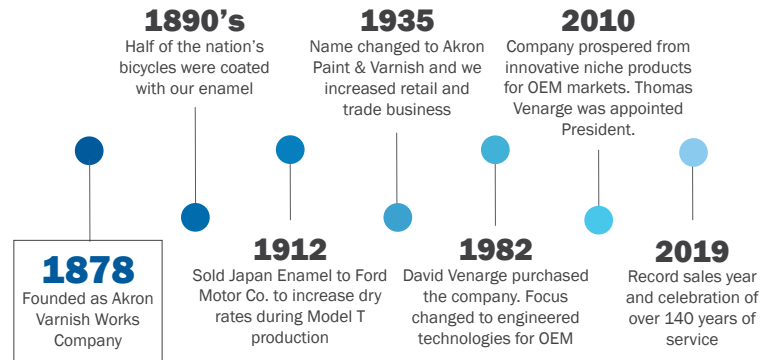 1890's
Half of the nation's
bicycles were coated
with our enamel
1935
Name changed to Akron
Paint & Varnish and we
increased retail and
trade business
2010
Company prospered from
innovative niche products
for OEM markets. Thomas
Venarge was appointed
President.
1878
Founded as Akron
Varnish Works
Company
1912
Sold Japan Enamel to Ford
Motor Co. to increase dry
rates during Model T
production
1982
David Venarge purchased
the company. Focus
changed to engineered
technologies for OEM
2019
Record sales year
and celebration of
over 140 years of
service